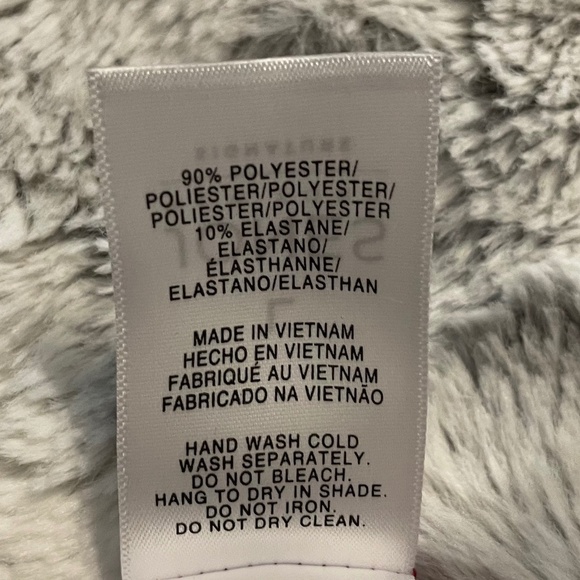 90% POLYESTER/
POLIESTER/POLYESTER/
POLIESTER/POLYESTER
10% ELASTANE/
ELASTANO/
ÉLASTHANNE/
ELASTANO/ELASTHAN
MADE IN VIETNAM
HECHO EN VIETNAM
FABRIQUÉ AU VIETNAM
FABRICADO NA VIETNÃO
HAND WASH COLD
WASH SEPARATELY.
DO NOT BLEACH.
HANG TO DRY IN SHADE.
DO NOT IRON.
DO NOT DRY CLEAN.